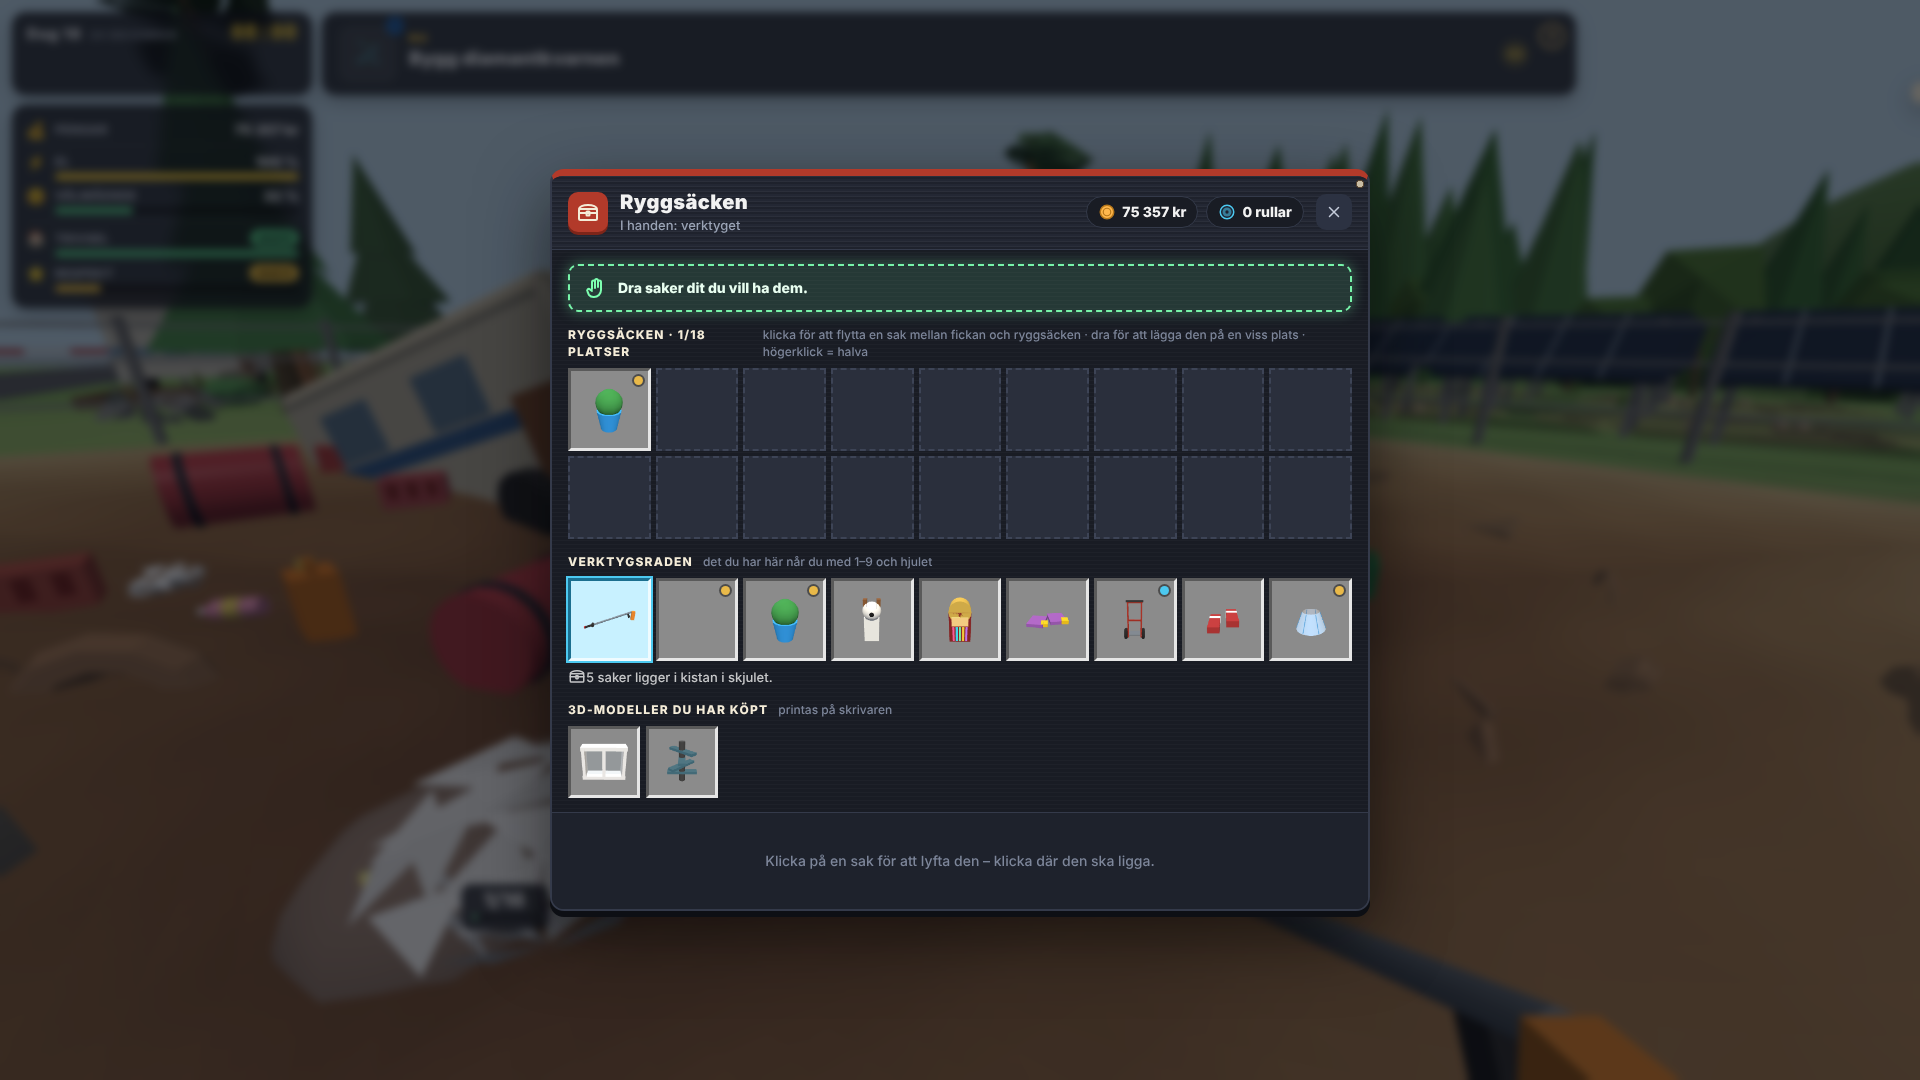 Ryggsäcken
I handen: verktyget
75 357 kr
0 rullar
Dra saker dit du vill ha dem.
RYGGSÄCKEN · 1/18 PLATSER
klicka för att flytta en sak mellan fickan och ryggsäcken · dra för att lägga den på en viss plats ·
högerklick = halva
VERKTYGSRADEN det du har här når du med 1–9 och hjulet
5 saker ligger i kistan i skjulet.
3D-MODELLER DU HAR KÖPT printas på skrivaren
Klicka på en sak för att lyfta den – klicka där den ska ligga.